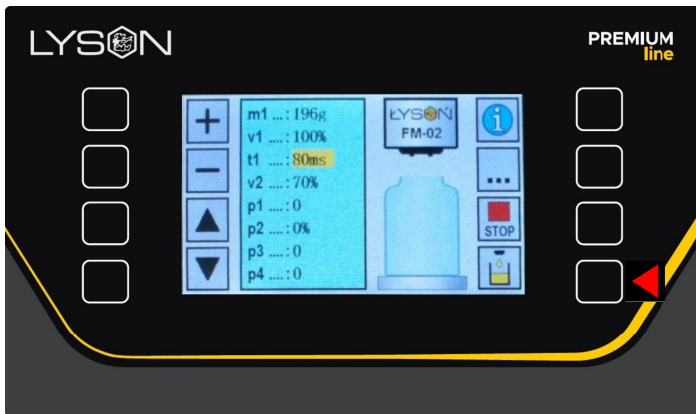 LYSON
PREMIUM
line
+
−
m1 ...: 196g
v1 ....: 100%
t1 ....: 80ms
v2 ....: 70%
p1 ....: 0
p2 ....: 0%
p3 ....: 0
p4 ....: 0
ŁYSOŃ
FM-02
i
...
STOP